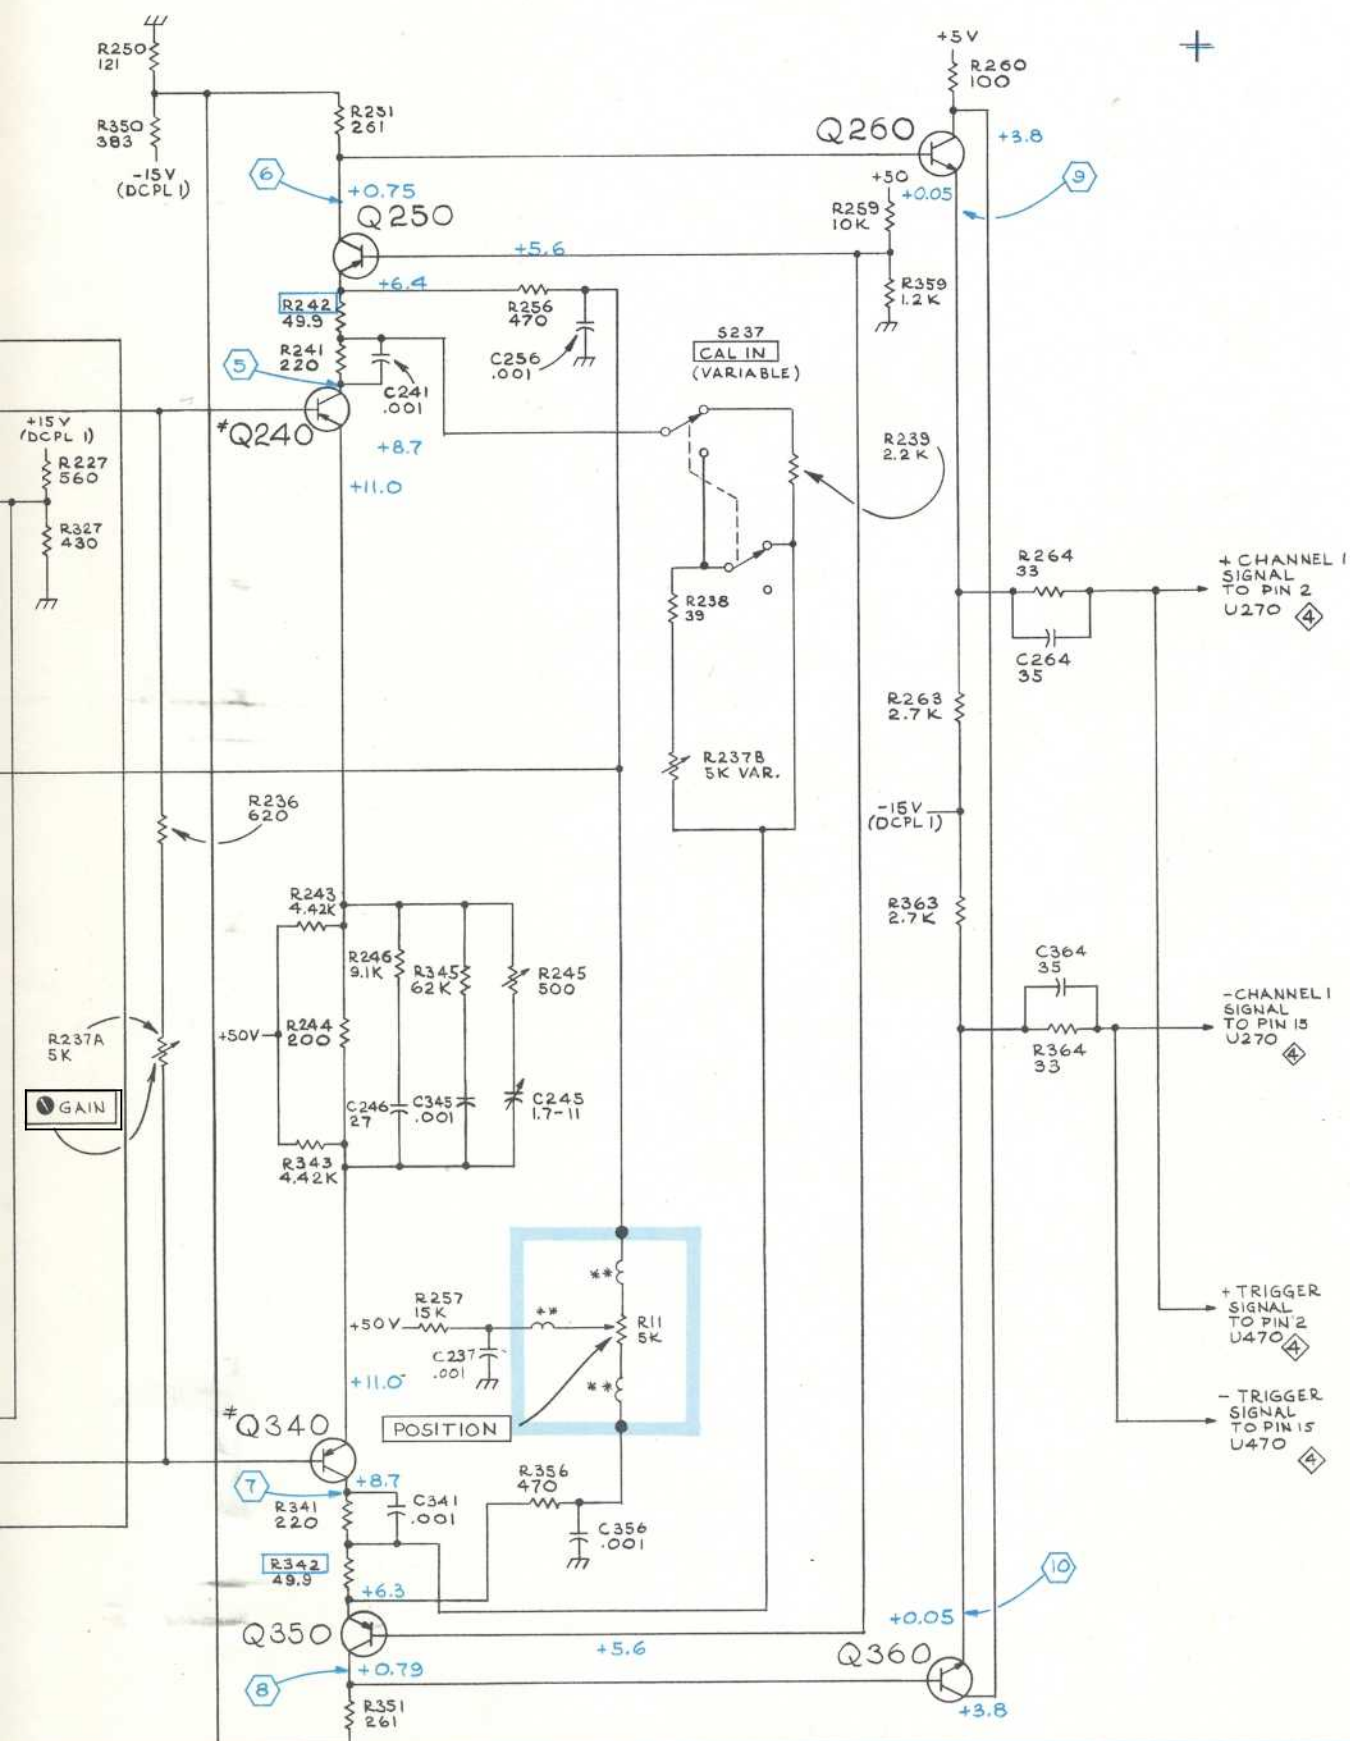 R250
121
R350
383
-15V
(DCPL 1)
R251
261
6
+0.75
Q250
+5.6
+6.4
R242
49.9
R241
220
5
C241
.001
R256
470
C256
.001
*Q240
+8.7
+11.0
+15V
(DCPL 1)
R227
560
R327
430
S237
CAL IN
(VARIABLE)
R239
2.2K
R238
39
R237B
5K VAR.
+5V
R260
100
Q260
+3.8
+50
+0.05
9
R259
10K
R359
1.2K
R264
33
C264
35
+ CHANNEL 1
SIGNAL
TO PIN 2
U270 4
R263
2.7K
-15V
(DCPL 1)
R363
2.7K
C364
35
R364
33
-CHANNEL 1
SIGNAL
TO PIN 15
U270
4
R236
620
R237A
5K
GAIN
R243
4.42K
R246
9.1K
R345
62K
R245
500
+50V
R244
200
C246
27
C345
.001
C245
1.7-11
R343
4.42K
R257
15K
+50V
C237
.001
**
**
**
R11
5K
+11.0
POSITION
+ TRIGGER
SIGNAL
TO PIN 2
U470 4
- TRIGGER
SIGNAL
TO PIN 15
U470
4
*Q340
7
+8.7
R341
220
C341
.001
R356
470
C356
.001
R342
49.9
+6.3
Q350
+5.6
8
+0.79
R351
261
10
+0.05
Q360
+3.8